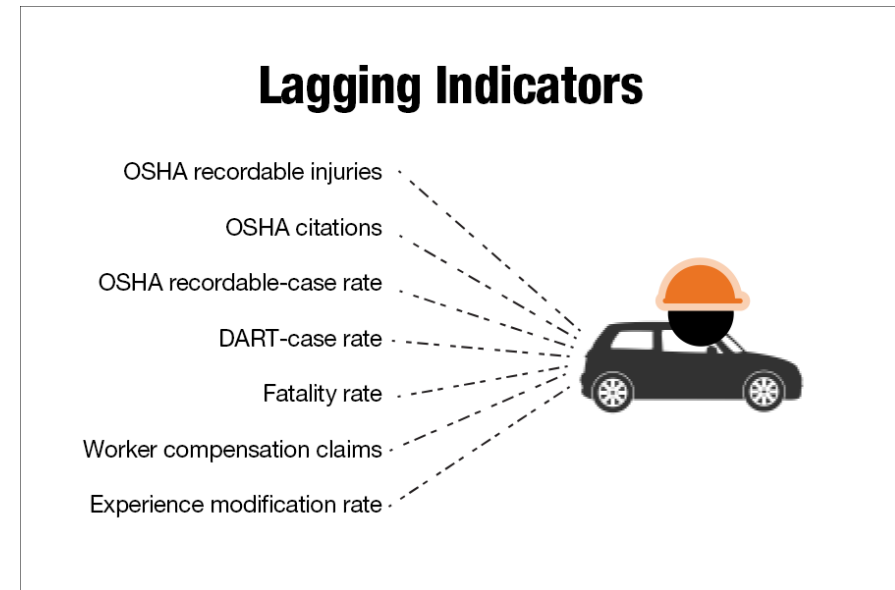 Lagging Indicators
OSHA recordable injuries
OSHA citations
OSHA recordable-case rate
DART-case rate
Fatality rate
Worker compensation claims
Experience modification rate